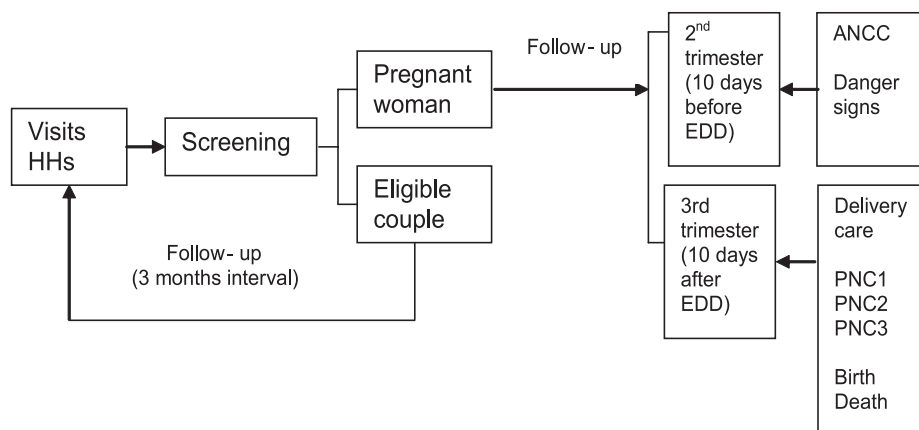 Visits
HHs
Screening
Pregnant
woman
Eligible
couple
Follow- up
(3 months interval)
Follow- up
2nd
trimester
(10 days
before
EDD)
ANCC
Danger
signs
3rd
trimester
(10 days
after
EDD)
Delivery
care
PNC1
PNC2
PNC3
Birth
Death